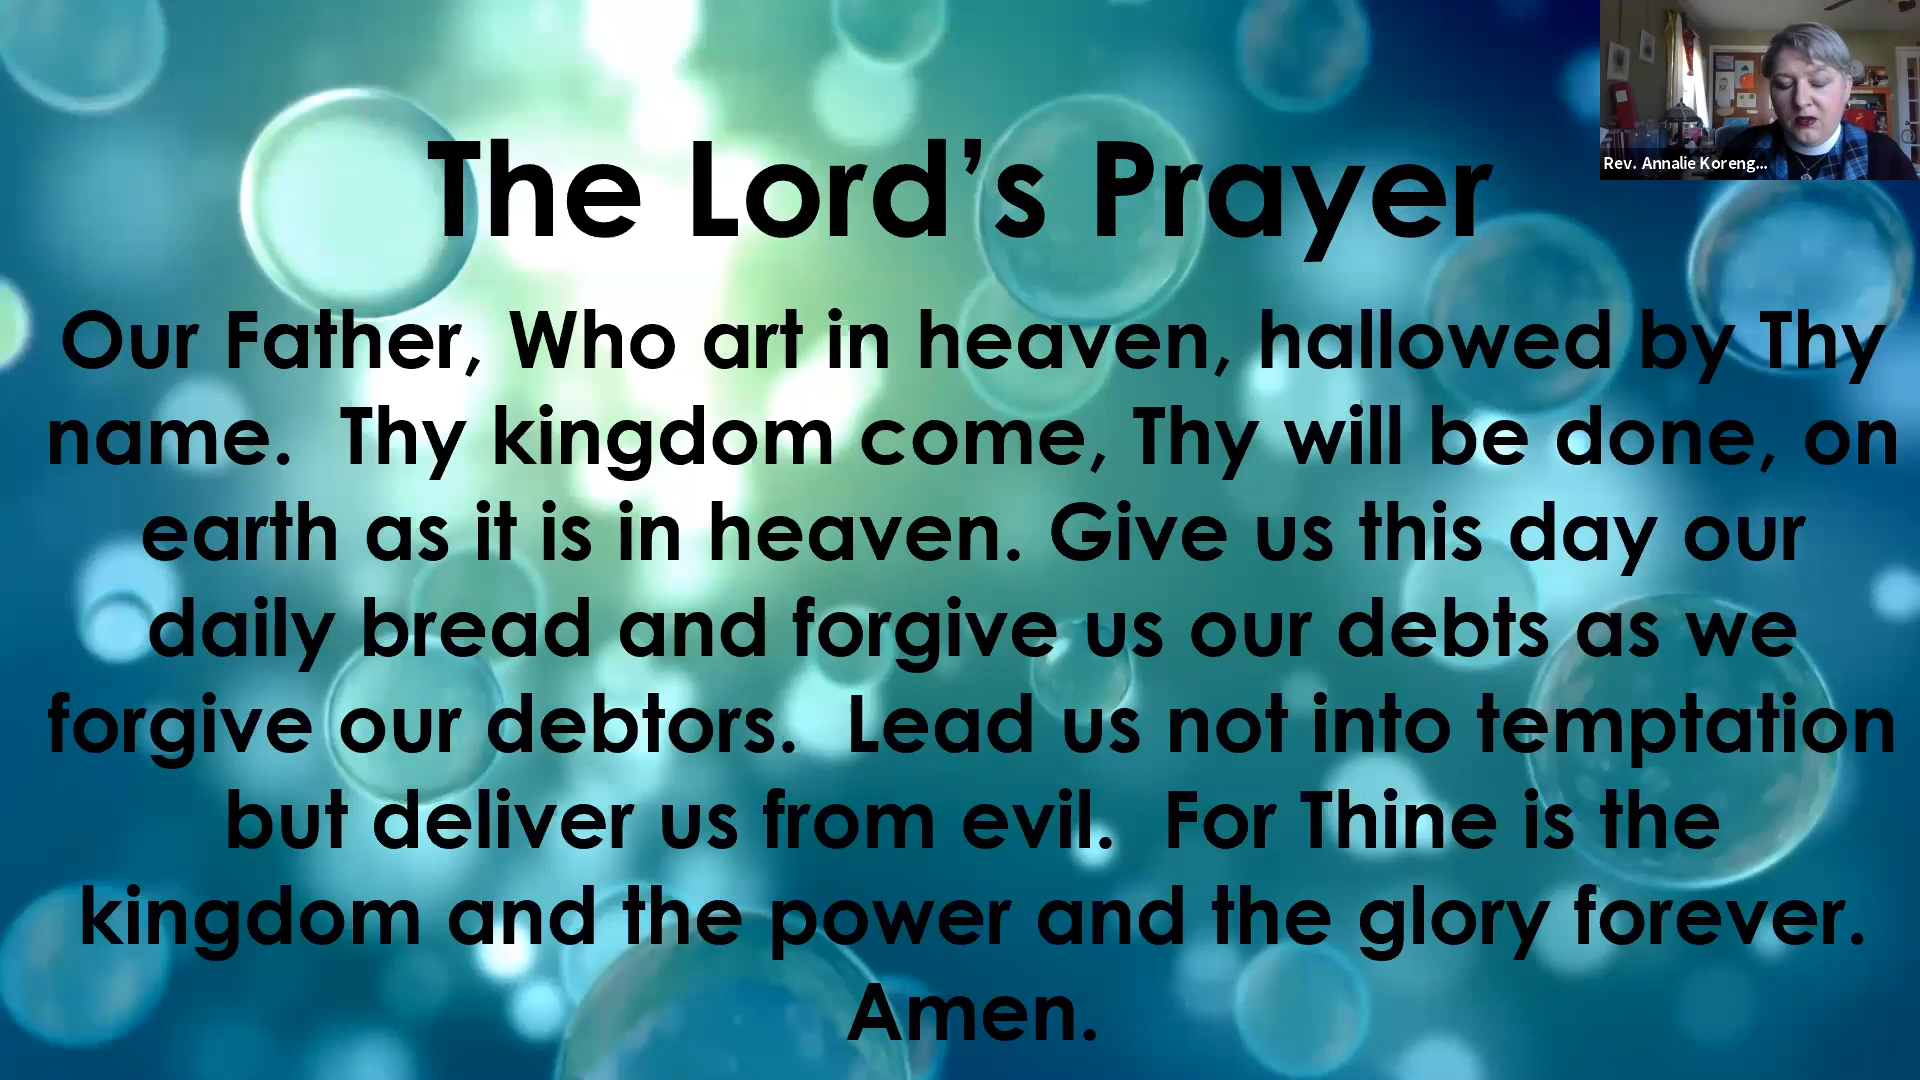 The Lord’s Prayer
Rev. Annalie Koreng...
Our Father, Who art in heaven, hallowed by Thy
name.  Thy kingdom come, Thy will be done, on
earth as it is in heaven. Give us this day our
daily bread and forgive us our debts as we
forgive our debtors.  Lead us not into temptation
but deliver us from evil.  For Thine is the
kingdom and the power and the glory forever.
Amen.